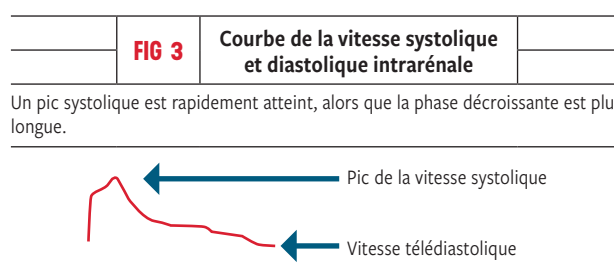 FIG 3
Courbe de la vitesse systolique
et diastolique intrarénale
Un pic systolique est rapidement atteint, alors que la phase décroissante est plu
longue.
Pic de la vitesse systolique
Vitesse télédiastolique